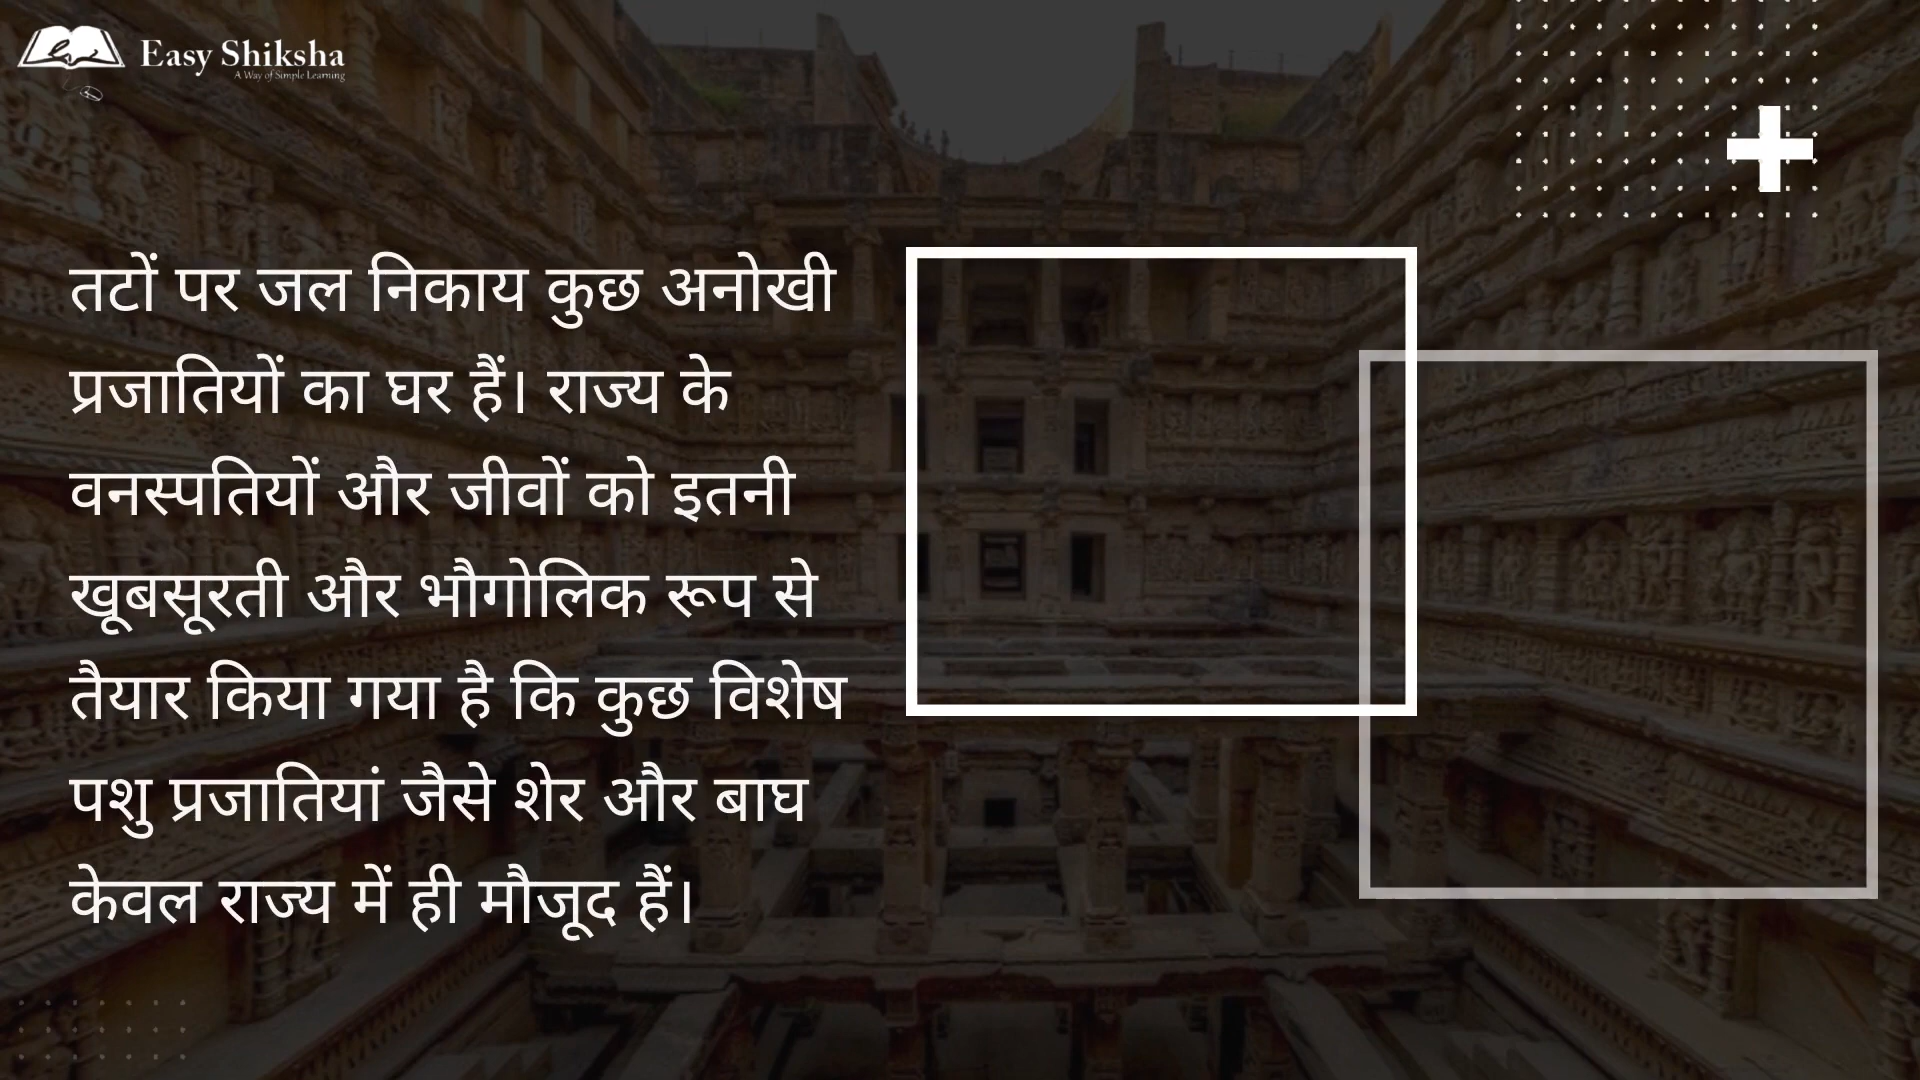 Easy Shiksha
A Way of Simple Learning
तटों पर जल निकाय कुछ अनोखी
प्रजातियों का घर हैं। राज्य के
वनस्पतियों और जीवों को इतनी
खूबसूरती और भौगोलिक रूप से
तैयार किया गया है कि कुछ विशेष
पशु प्रजातियां जैसे शेर और बाघ
केवल राज्य में ही मौजूद हैं।